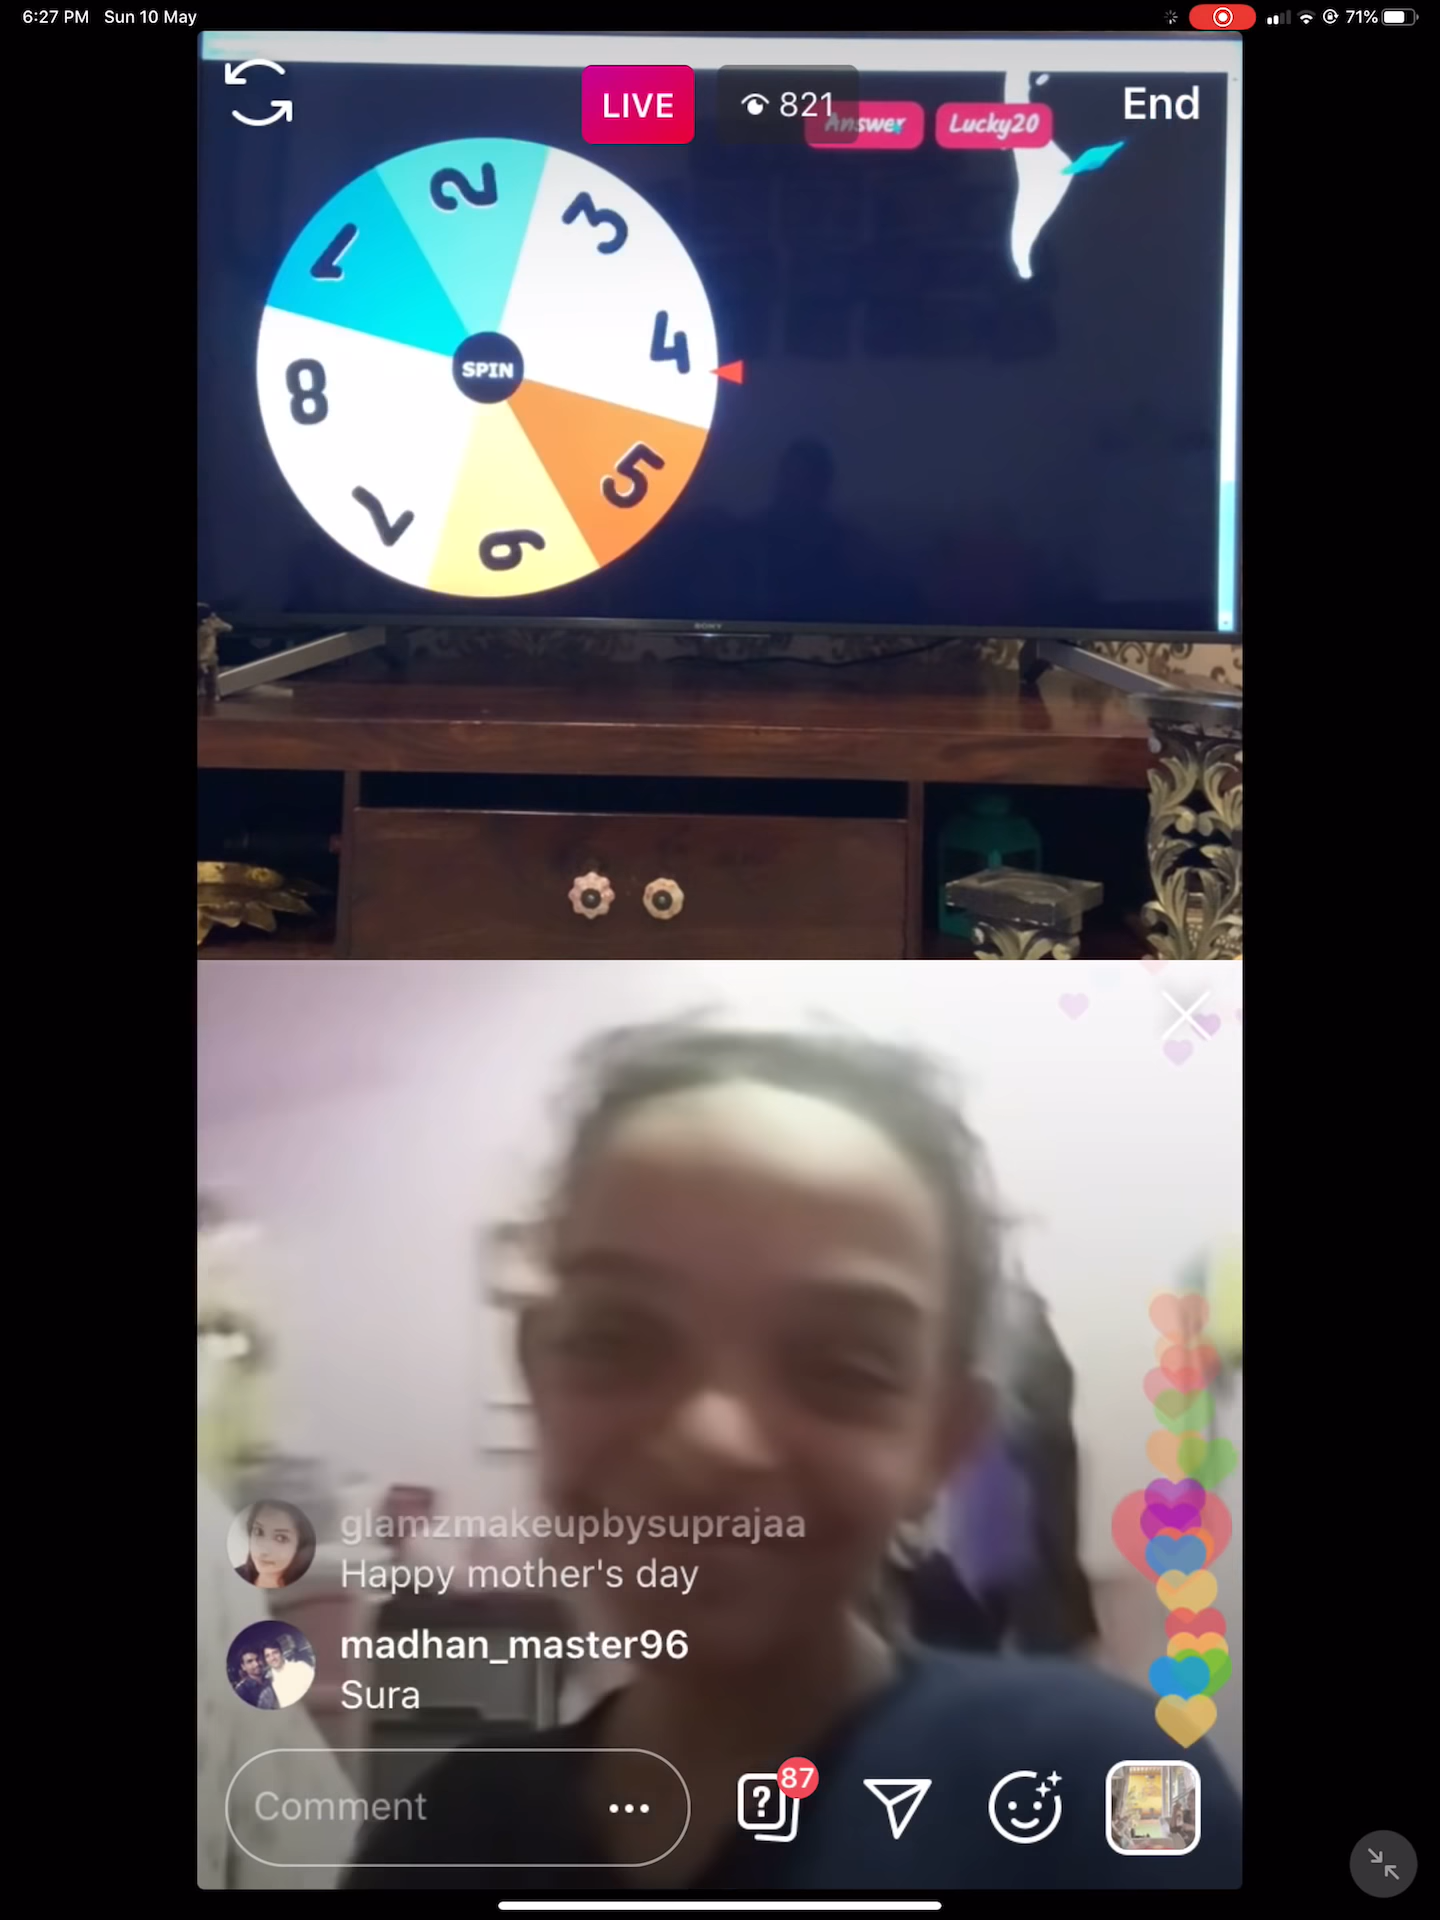 6:27 PM Sun 10 May
71%
LIVE
821
End
Answer
Lucky20
1
2
3
4
5
6
7
8
SPIN
SONY
glamzmakeupbysuprajaa
Happy mother's day
madhan_master96
Sura
Comment
87